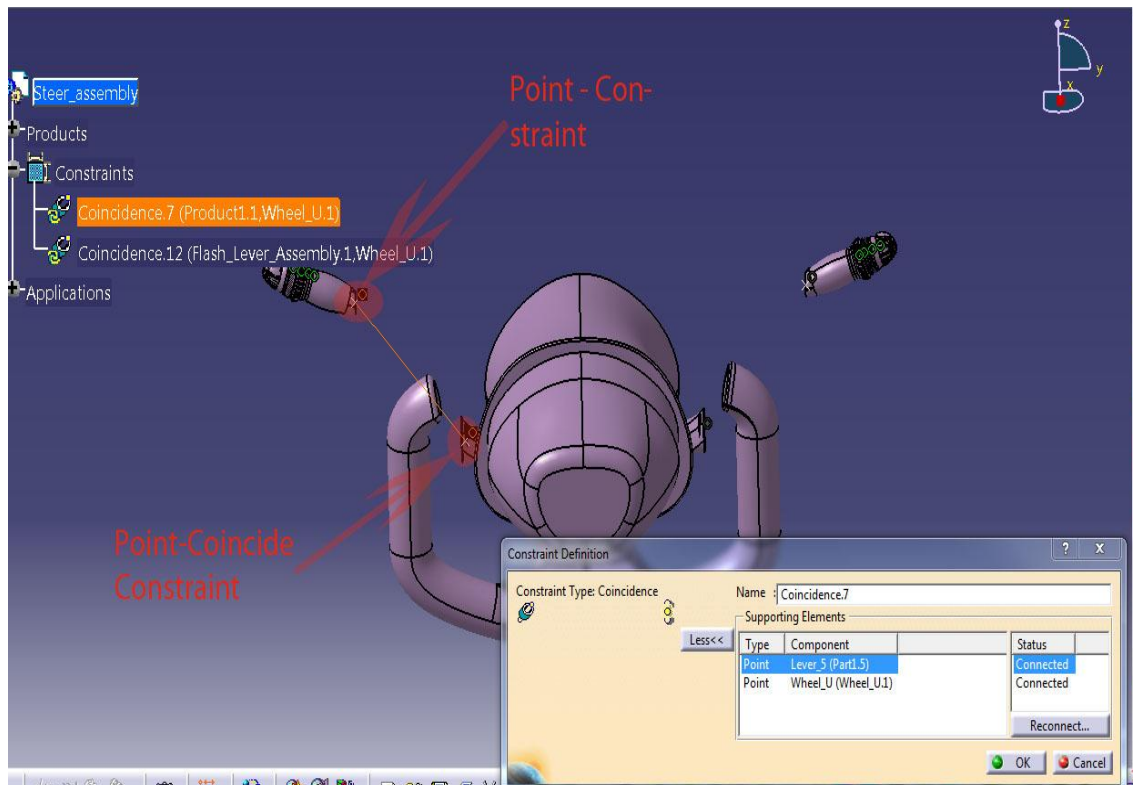 z
y
x
Point - Con-
straint
Steer_assembly
Products
Constraints
Coincidence.7 (Product1.1,Wheel_U.1)
Coincidence.12 (Flash_Lever_Assembly.1,Wheel_U.1)
Applications
Point-Coincide
Constraint
Constraint Definition
? X
Constraint Type: Coincidence
Name : Coincidence.7
Supporting Elements
Less<<
Type Component Status
Point Lever_5 (Part1.5) Connected
Point Wheel_U (Wheel_U.1) Connected
Reconnect...
OK Cancel